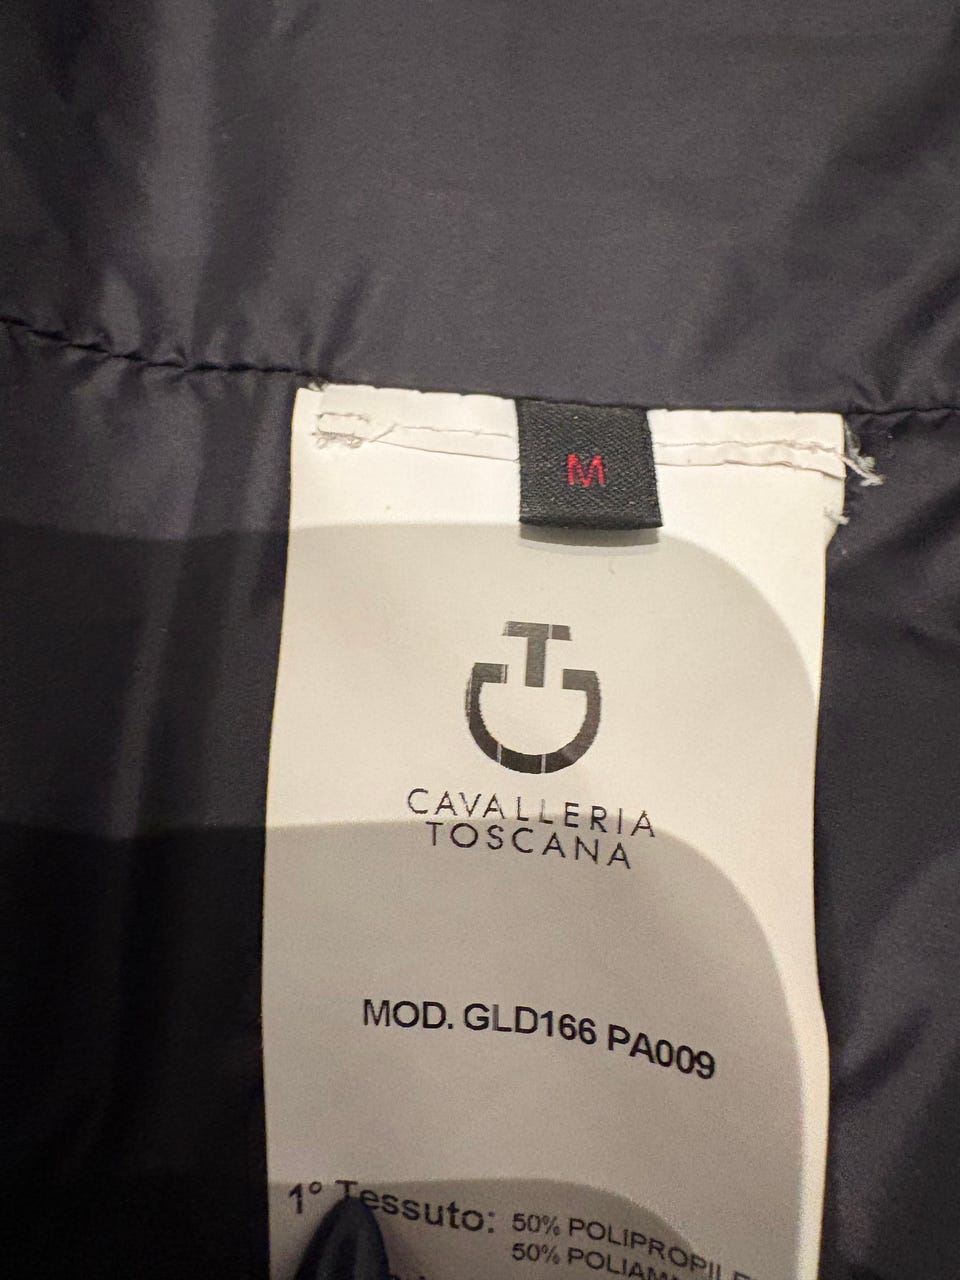 M
CAVALLERIA
TOSCANA
MOD. GLD166 PA009
1° Tessuto: 50% POLIPROPILE
50% POLIAM